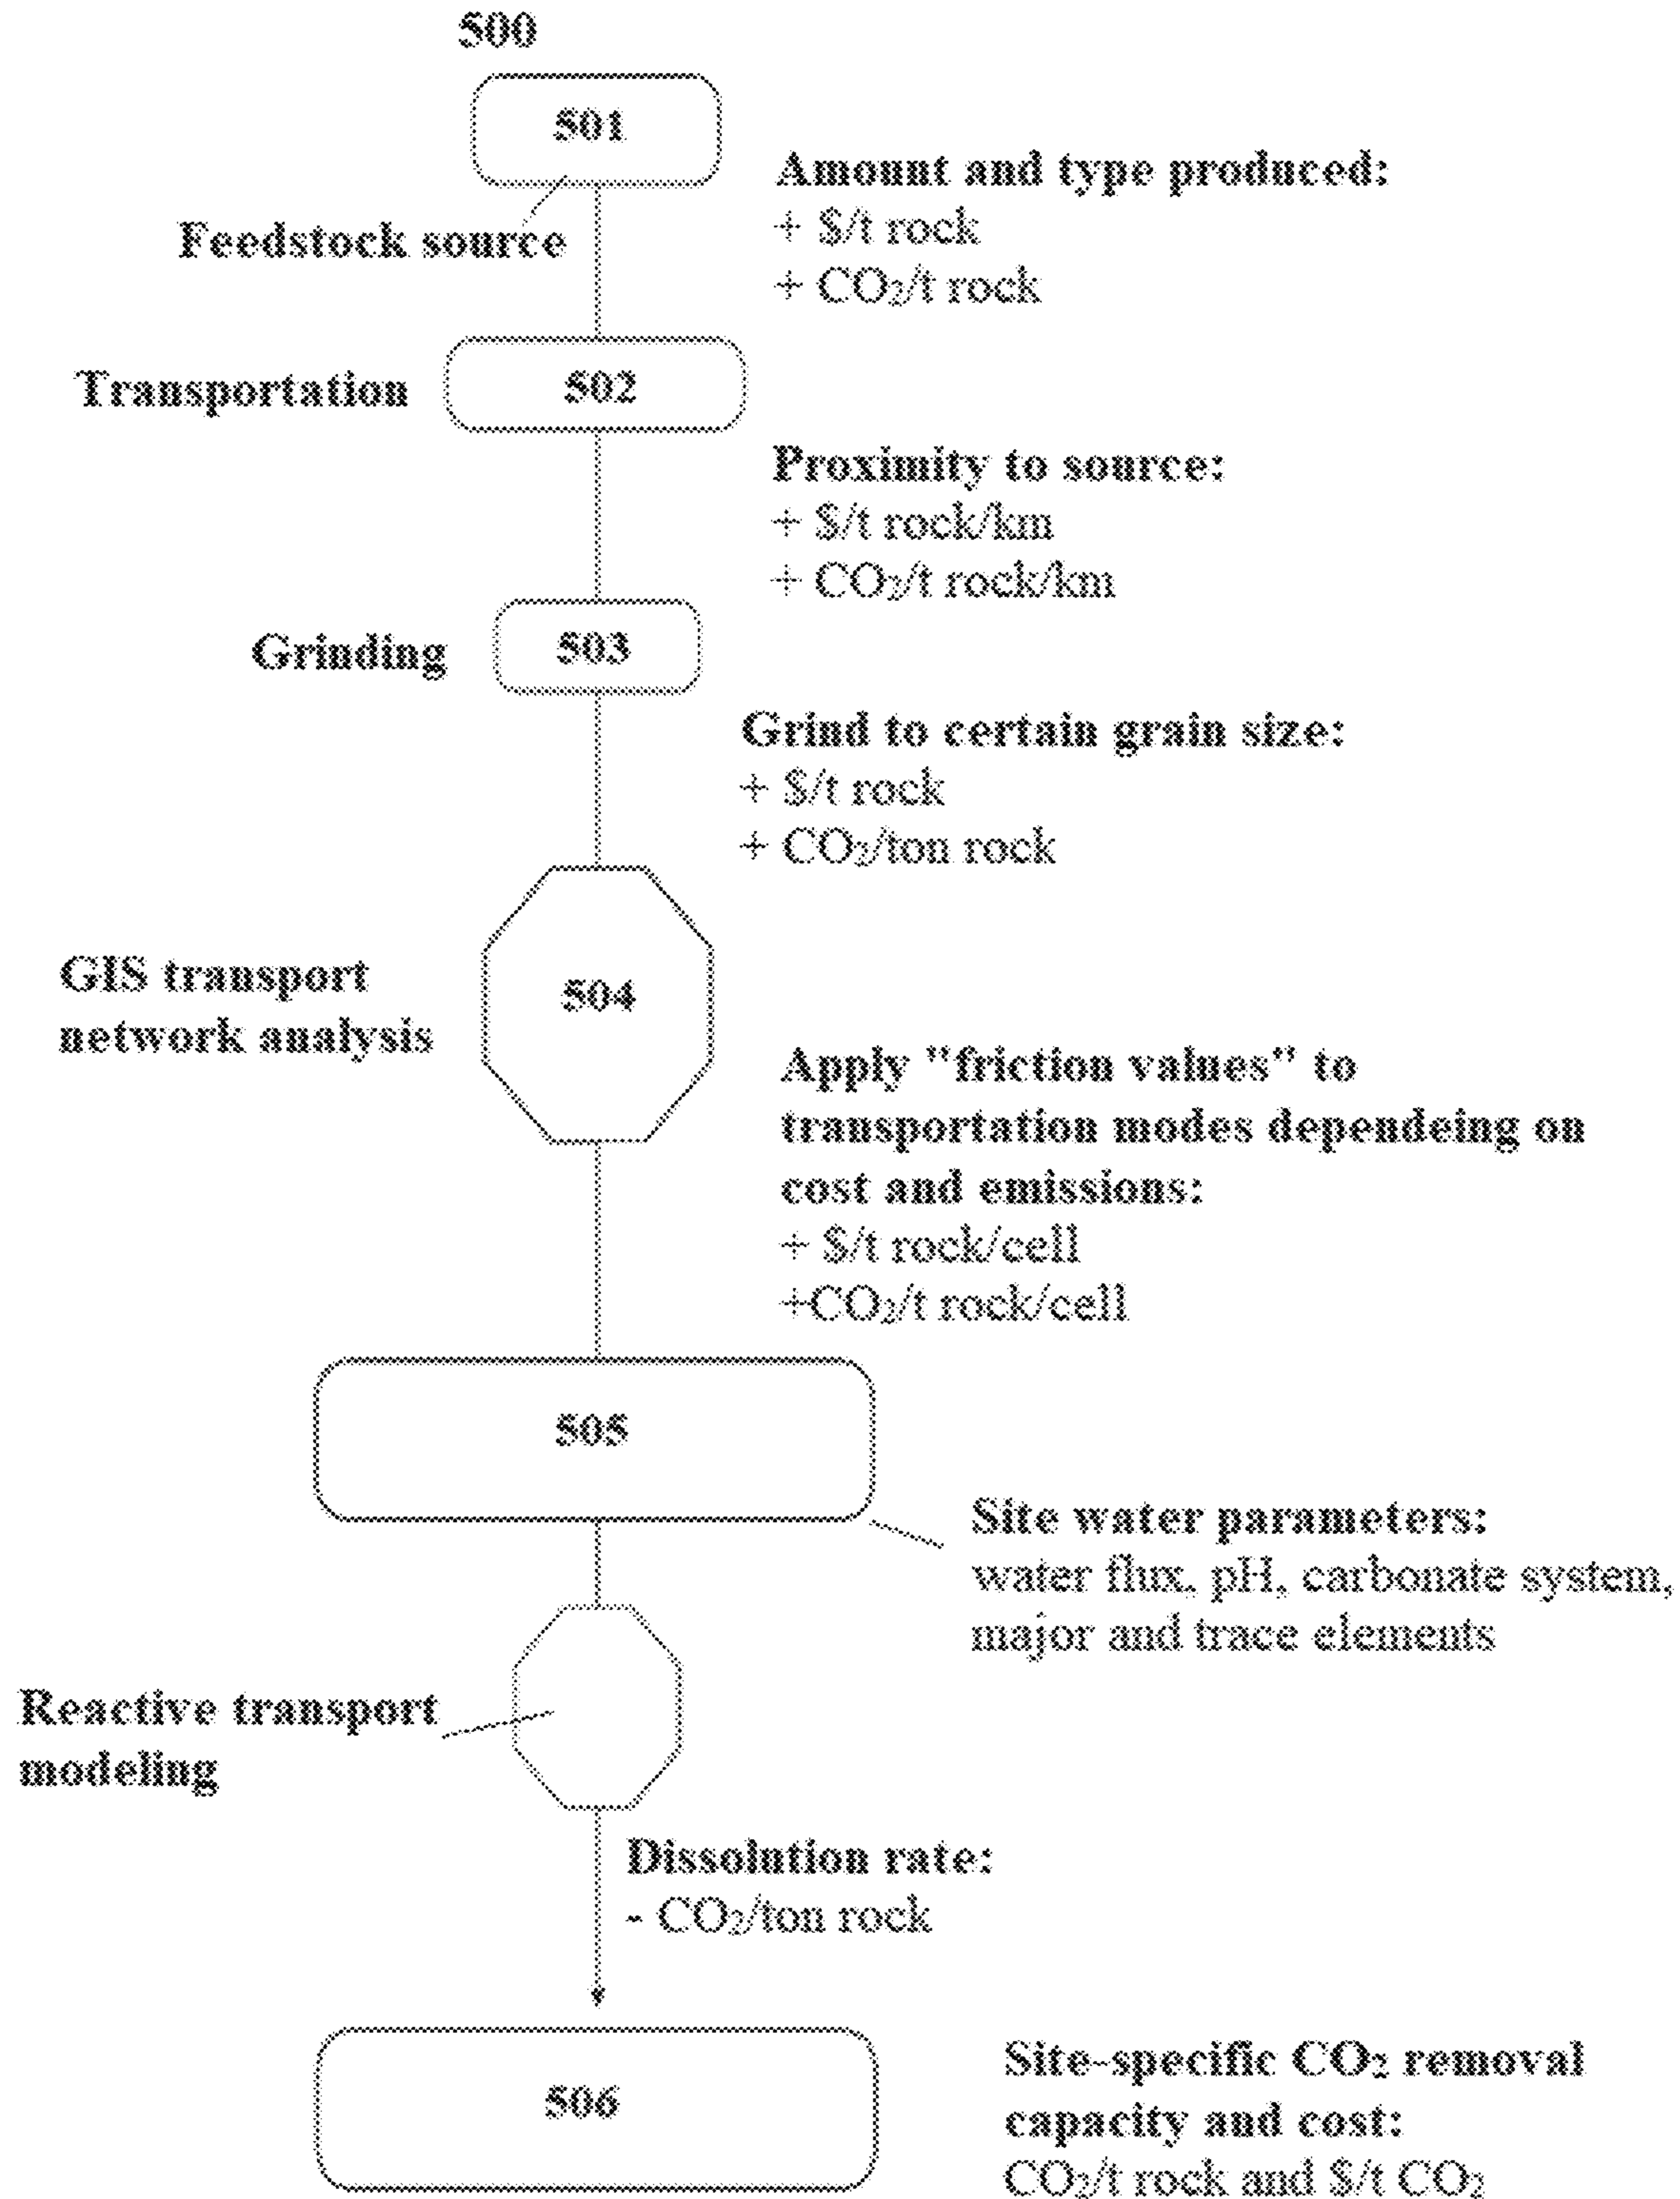 500
501
Amount and type produced:
+ $/t rock
+ CO₂/t rock
Feedstock source
Transportation
502
Proximity to source:
+ $/t rock/km
+ CO₂/t rock/km
Grinding
503
Grind to certain grain size:
+ $/t rock
+ CO₂/ton rock
GIS transport
network analysis
504
Apply "friction values" to
transportation modes dependeing on
cost and emissions:
+ $/t rock/cell
+CO₂/t rock/cell
505
Site water parameters:
water flux, pH, carbonate system,
major and trace elements
Reactive transport
modeling
Dissolution rate:
- CO₂/ton rock
506
Site-specific CO₂ removal
capacity and cost:
CO₂/t rock and $/t CO₂